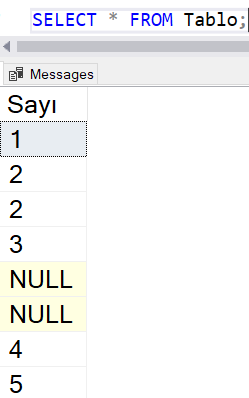 SELECT * FROM Tablo;
Messages
Sayı
1
2
2
3
NULL
NULL
4
5